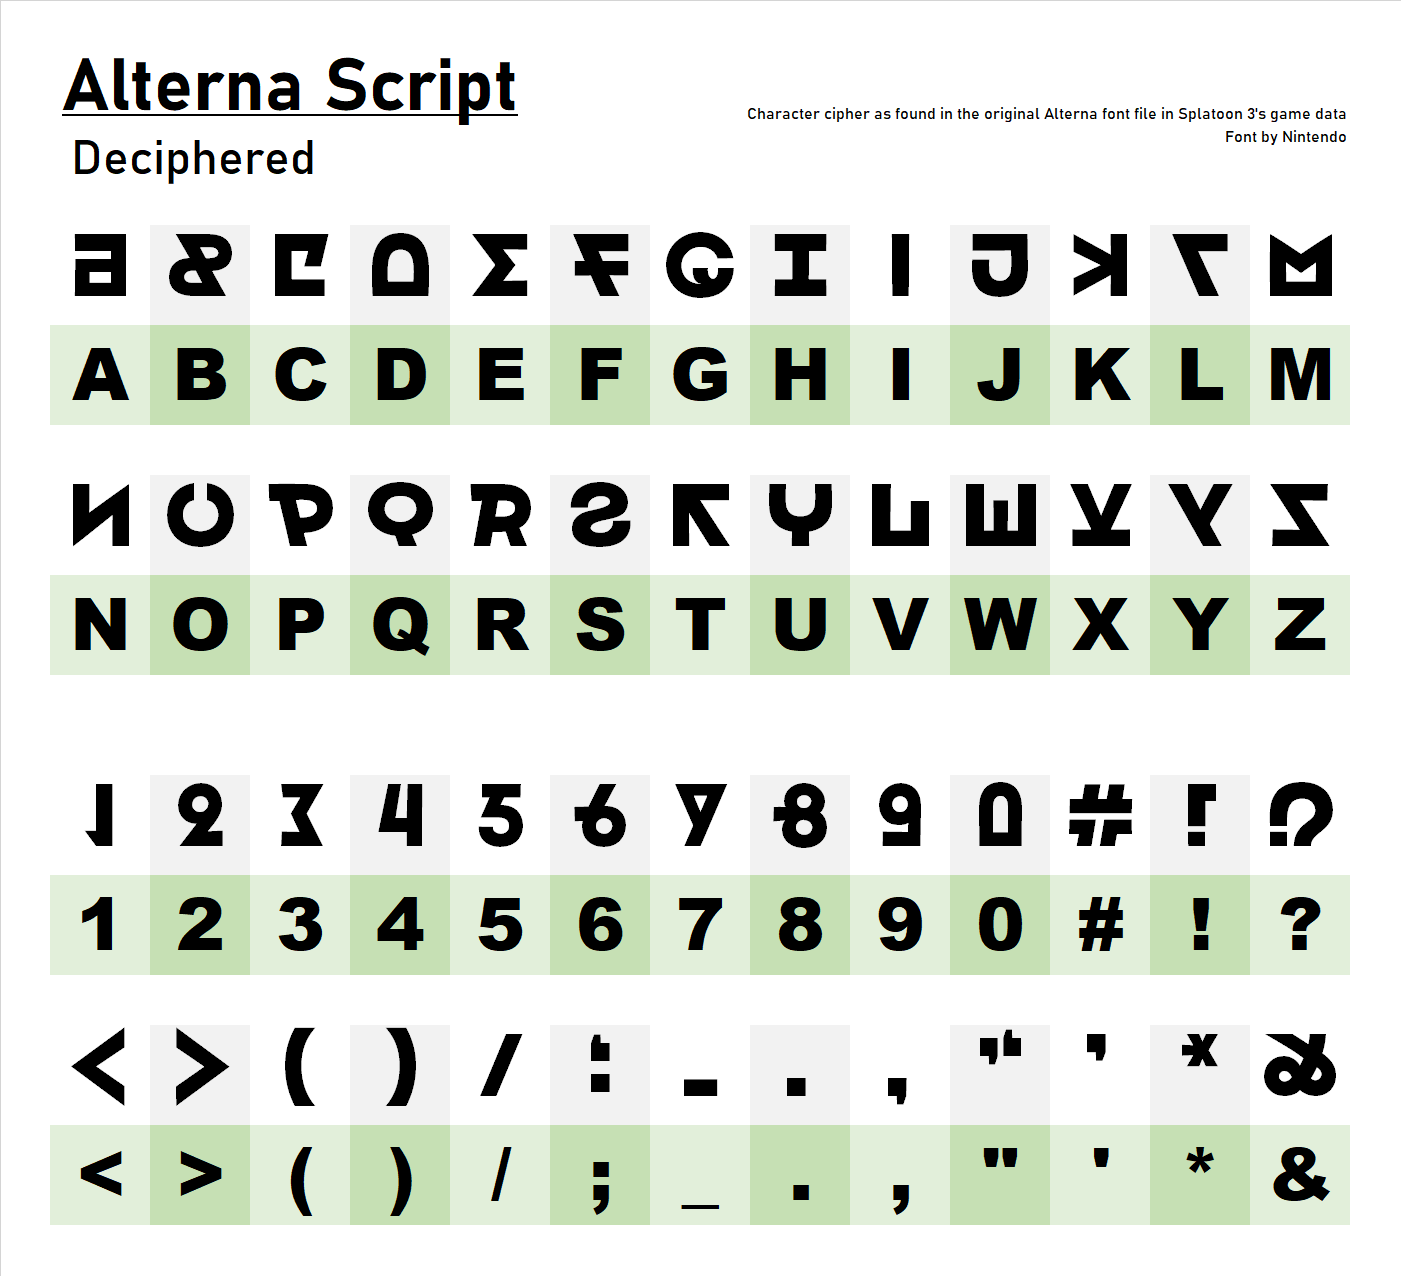 Alterna Script
Deciphered
Character cipher as found in the original Alterna font file in Splatoon 3's game data
Font by Nintendo
A B C D E F G H I J K L M
N O P Q R S T U V W X Y Z
1 2 3 4 5 6 7 8 9 0 # ! ?
< > ( ) / ; _ . , " ' * &